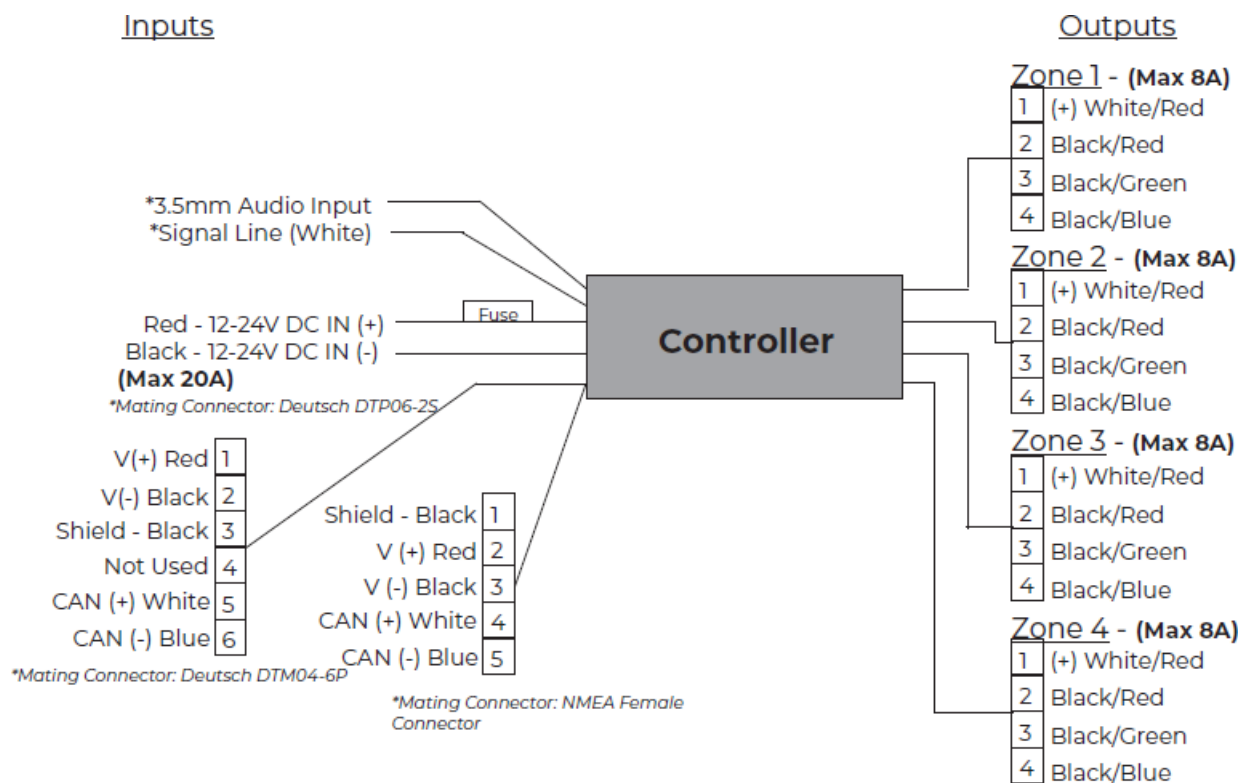 Inputs
*3.5mm Audio Input
*Signal Line (White)
Fuse
Red - 12-24V DC IN (+)
Black - 12-24V DC IN (-)
(Max 20A)
*Mating Connector: Deutsch DTP06-2S
V(+) Red 1
V(-) Black 2
Shield - Black 3
Not Used 4
CAN (+) White 5
CAN (-) Blue 6
*Mating Connector: Deutsch DTM04-6P
Shield - Black 1
V (+) Red 2
V (-) Black 3
CAN (+) White 4
CAN (-) Blue 5
*Mating Connector: NMEA Female
Connector
Controller
Outputs
Zone 1 - (Max 8A)
1 (+) White/Red
2 Black/Red
3 Black/Green
4 Black/Blue
Zone 2 - (Max 8A)
1 (+) White/Red
2 Black/Red
3 Black/Green
4 Black/Blue
Zone 3 - (Max 8A)
1 (+) White/Red
2 Black/Red
3 Black/Green
4 Black/Blue
Zone 4 - (Max 8A)
1 (+) White/Red
2 Black/Red
3 Black/Green
4 Black/Blue